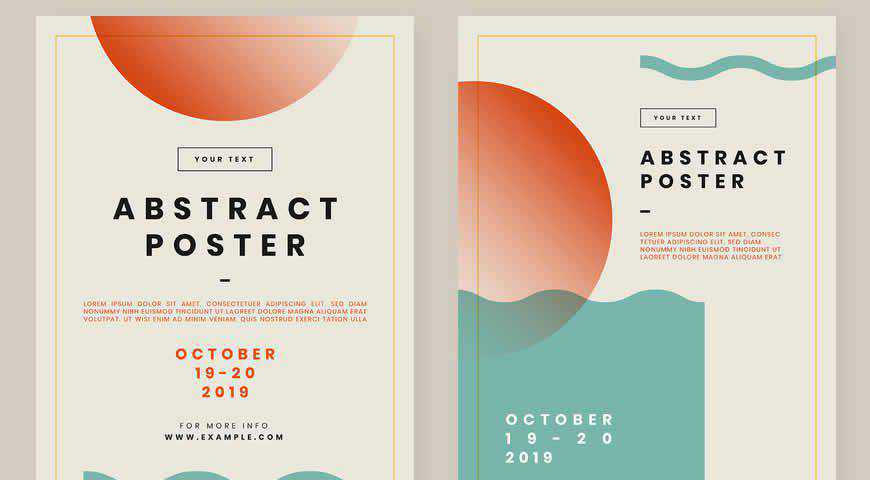 YOUR TEXT
ABSTRACT
POSTER
LOREM IPSUM DOLOR SIT AMET, CONSECTETUER ADIPISCING ELIT, SED DIAM
NONUMMY NIBH EUISMOD TINCIDUNT UT LAOREET DOLORE MAGNA ALIQUAM ERAT
VOLUTPAT. UT WISI ENIM AD MINIM VENIAM, QUIS NOSTRUD EXERCI TATION ULLA
OCTOBER
19-20
2019
FOR MORE INFO
WWW.EXAMPLE.COM
YOUR TEXT
ABSTRACT
POSTER
LOREM IPSUM DOLOR SIT AMET, CONSEC
TETUER ADIPISCING ELIT, SED DIAM
NONUMMY NIBH EUISMOD TINCIDUNT UT
LAOREET DOLORE MAGNA ALIQUAM ERAT
OCTOBER
19-20
2019